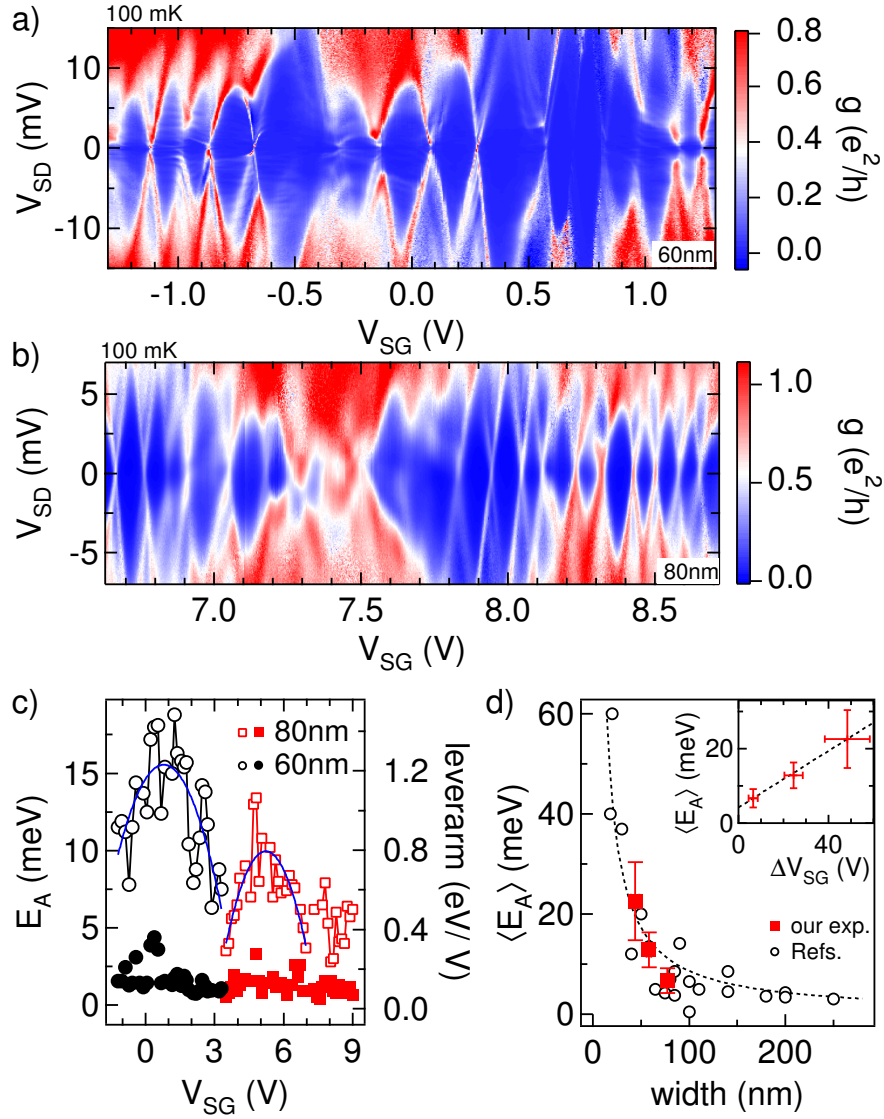 a)
100 mK
10
0
-10
V_SD (mV)
60nm
-1.0
-0.5
0.0
0.5
1.0
V_SG (V)
0.8
0.6
0.4
0.2
0.0
g (e²/h)
b)
100 mK
5
0
-5
V_SD (mV)
80nm
7.0
7.5
8.0
8.5
V_SG (V)
1.0
0.5
0.0
g (e²/h)
c)
80nm
60nm
15
10
5
0
E_A (meV)
1.2
0.8
0.4
0.0
leverarm (eV/ V)
0
3
6
9
V_SG (V)
d)
60
40
20
0
⟨E_A⟩ (meV)
20
0
⟨E_A⟩ (meV)
0
40
ΔV_SG (V)
our exp.
Refs.
0
100
200
width (nm)